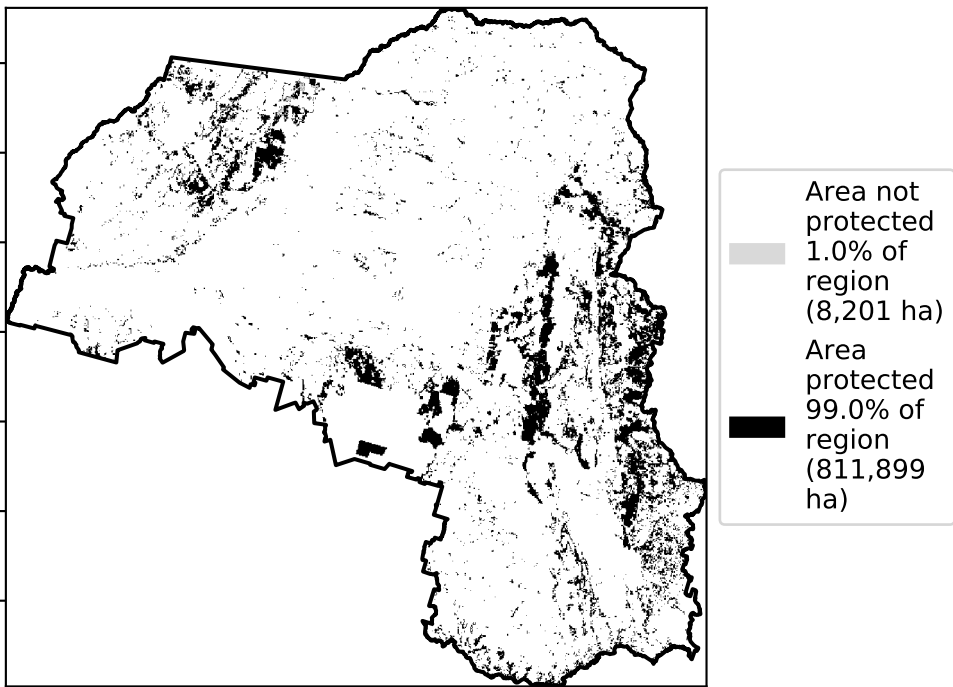 Area not
protected
1.0% of
region
(8,201 ha)
Area
protected
99.0% of
region
(811,899
ha)